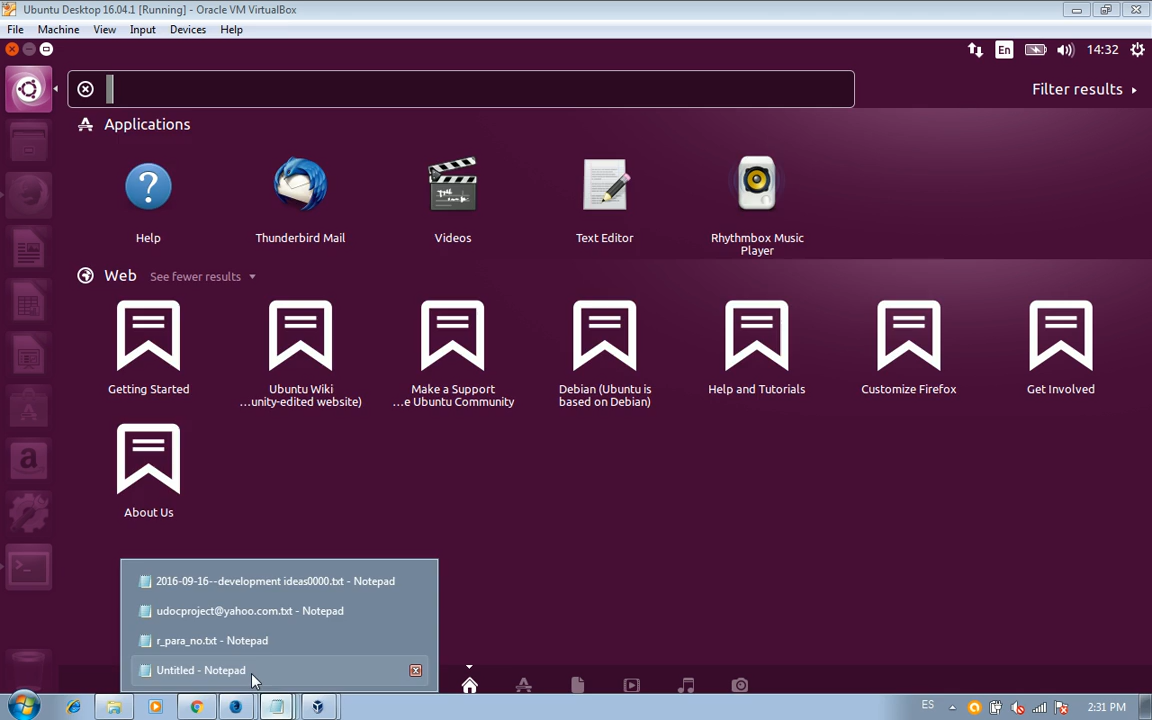 Ubuntu Desktop 16.04.1 [Running] - Oracle VM VirtualBox
File Machine View Input Devices Help
En 14:32
Filter results
Applications
Help
Thunderbird Mail
Videos
Text Editor
Rhythmbox Music
Player
Web See fewer results
Getting Started
Ubuntu Wiki
...unity-edited website)
Make a Support
...e Ubuntu Community
Debian (Ubuntu is
based on Debian)
Help and Tutorials
Customize Firefox
Get Involved
About Us
2016-09-16--development ideas0000.txt - Notepad
udocproject@yahoo.com.txt - Notepad
r_para_no.txt - Notepad
Untitled - Notepad
ES 2:31 PM